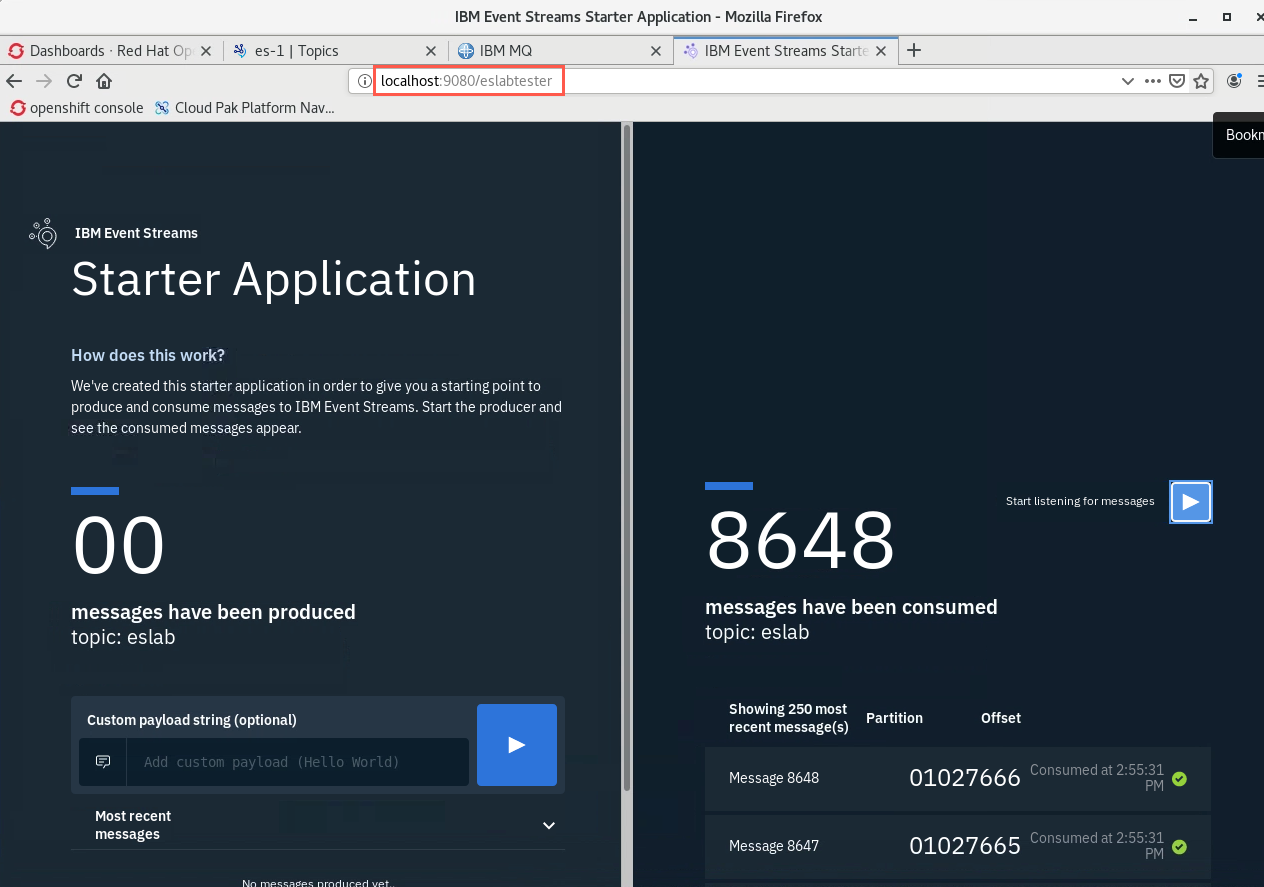 IBM Event Streams Starter Application - Mozilla Firefox
Dashboards · Red Hat Op
es-1 | Topics
IBM MQ
IBM Event Streams Starte
localhost:9080/eslabtester
openshift console
Cloud Pak Platform Nav...
Bookm
IBM Event Streams
Starter Application
How does this work?
We've created this starter application in order to give you a starting point to
produce and consume messages to IBM Event Streams. Start the producer and
see the consumed messages appear.
00
messages have been produced
topic: eslab
Custom payload string (optional)
Add custom payload (Hello World)
Most recent
messages
No messages produced yet..
Start listening for messages
8648
messages have been consumed
topic: eslab
Showing 250 most
recent message(s)
Partition
Offset
Message 8648
0
1027666
Consumed at 2:55:31
PM
Message 8647
0
1027665
Consumed at 2:55:31
PM